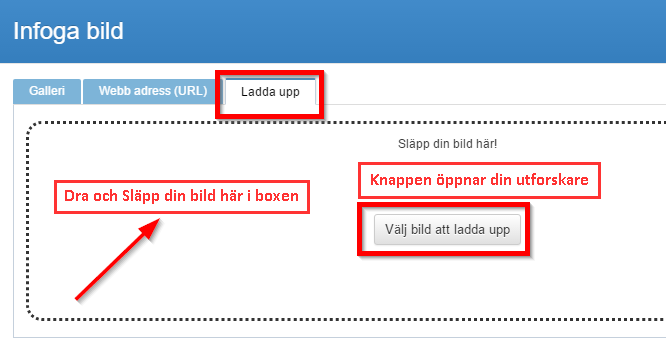 Infoga bild
Galleri Webb adress (URL) Ladda upp
Släpp din bild här!
Knappen öppnar din utforskare
Dra och Släpp din bild här i boxen
Välj bild att ladda upp